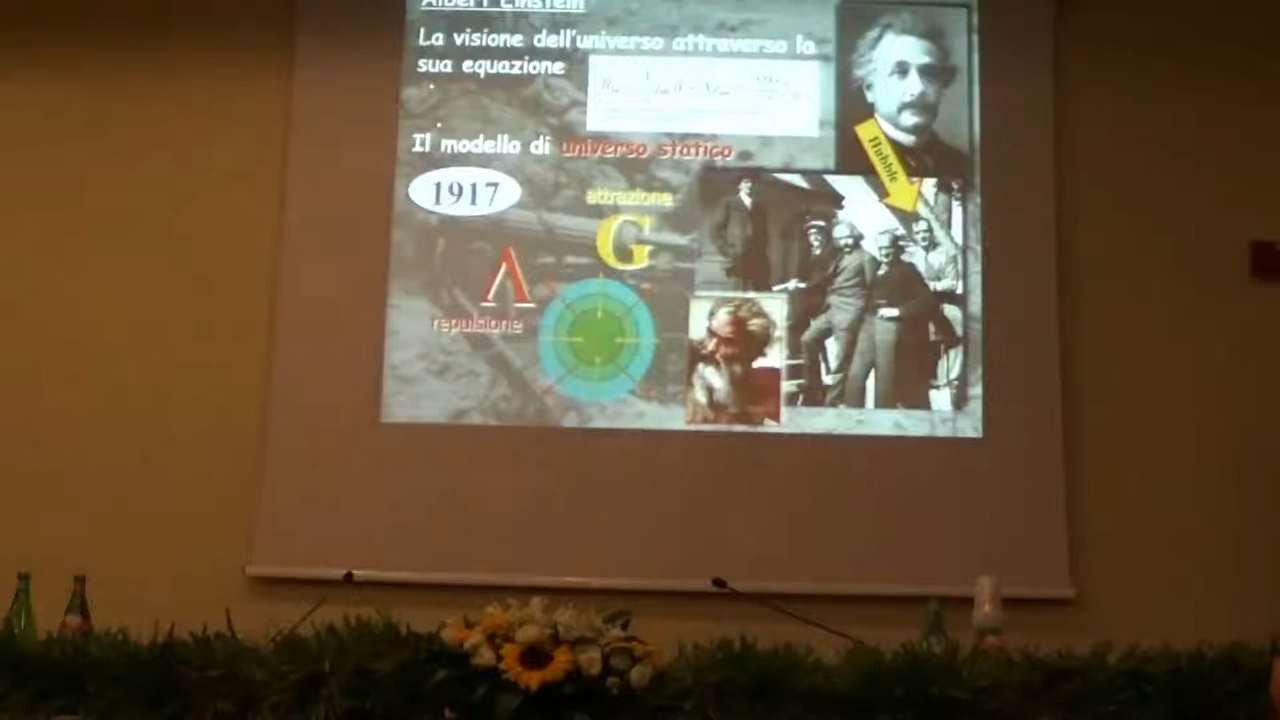 Albert Einstein
La visione dell'universo attraverso la
sua equazione
Il modello di universo statico
1917
attrazione
G
Λ
repulsione
Hubble